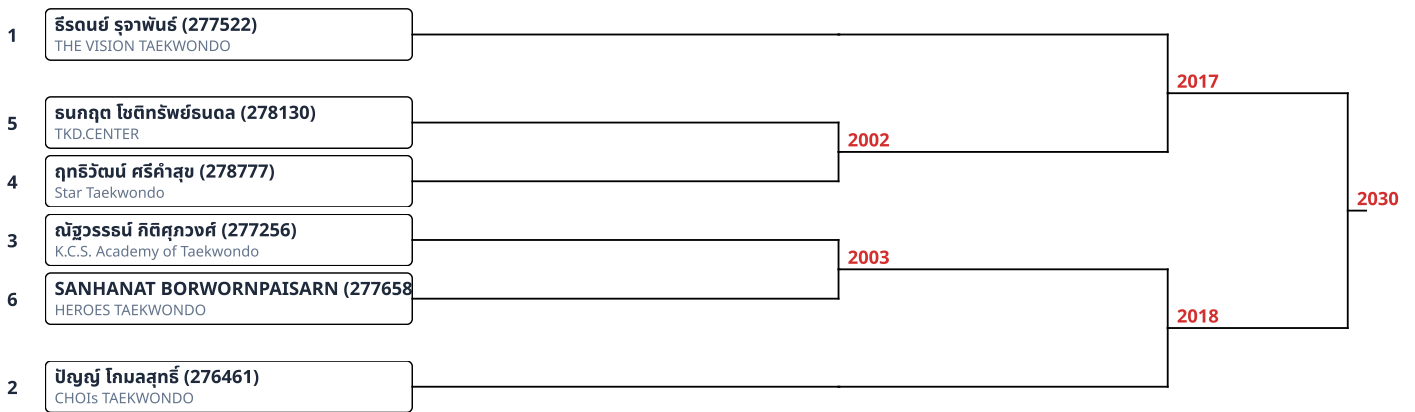 1
ธีรดนย์ รุจาพันธ์ (277522)
THE VISION TAEKWONDO
2017
5
ธนกฤต โชติทรัพย์ธนดล (278130)
TKD.CENTER
2002
4
ฤทธิวัฒน์ ศรีคำสุข (278777)
Star Taekwondo
2030
3
ณัฐวรรธน์ กิติศุภวงศ์ (277256)
K.C.S. Academy of Taekwondo
2003
6
SANHANAT BORWORNPAISARN (277658
HEROES TAEKWONDO
2018
2
ปัญญ์ โกมลสุทธิ์ (276461)
CHOIs TAEKWONDO